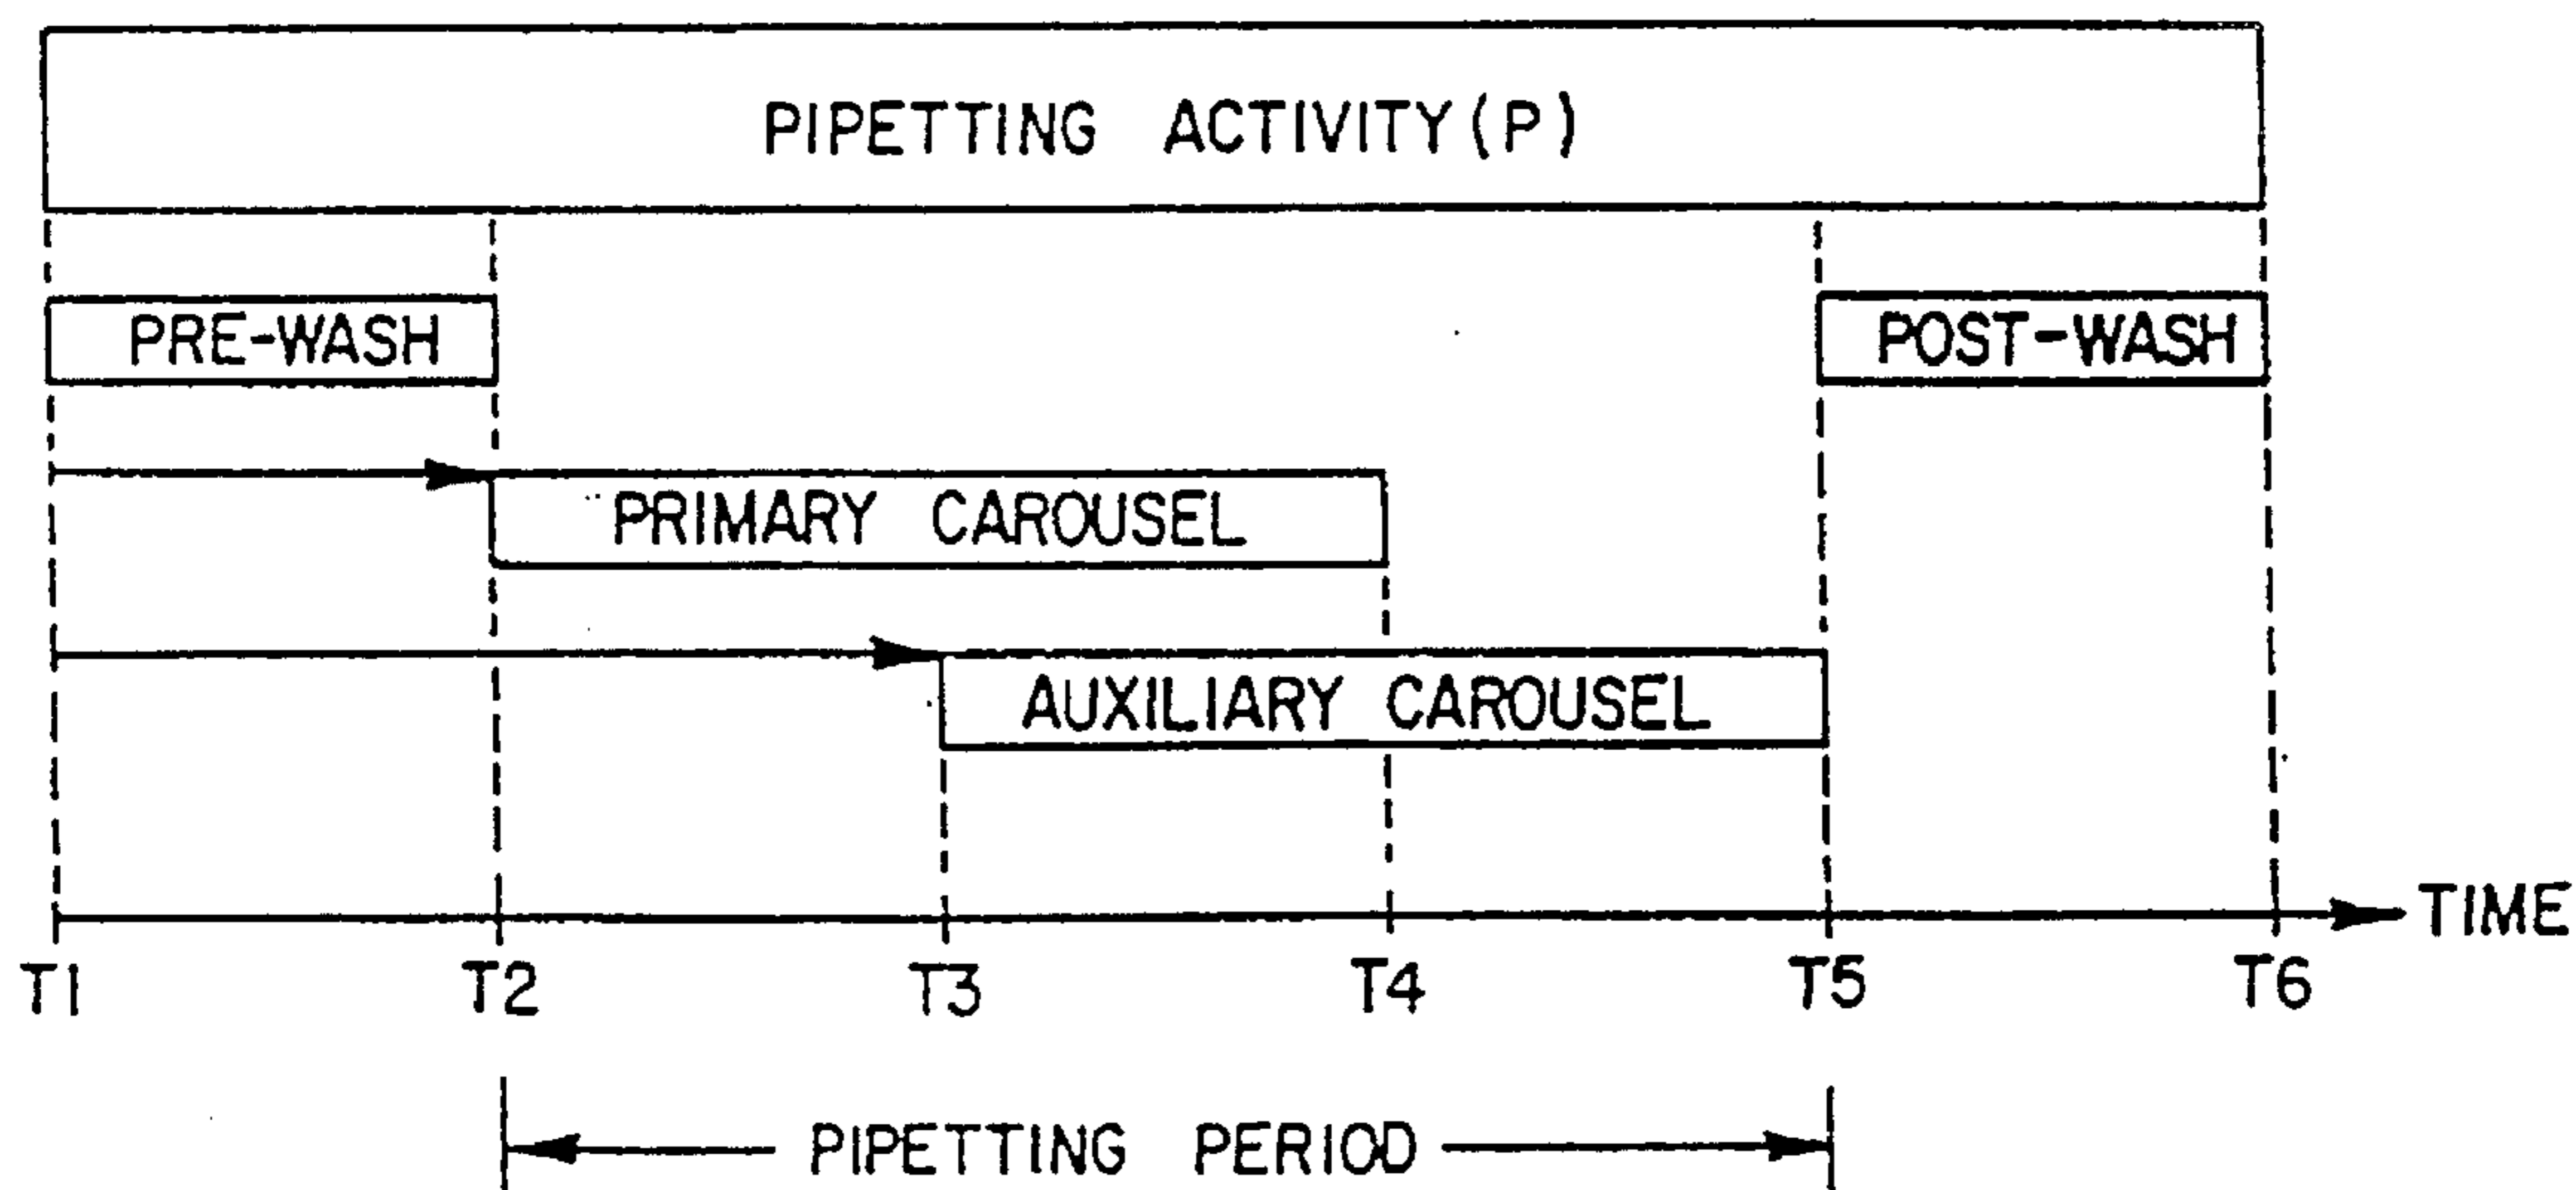 PIPETTING ACTIVITY(P)
PRE-WASH
POST-WASH
PRIMARY CAROUSEL
AUXILIARY CAROUSEL
TIME
T1 T2 T3 T4 T5 T6
PIPETTING PERIOD